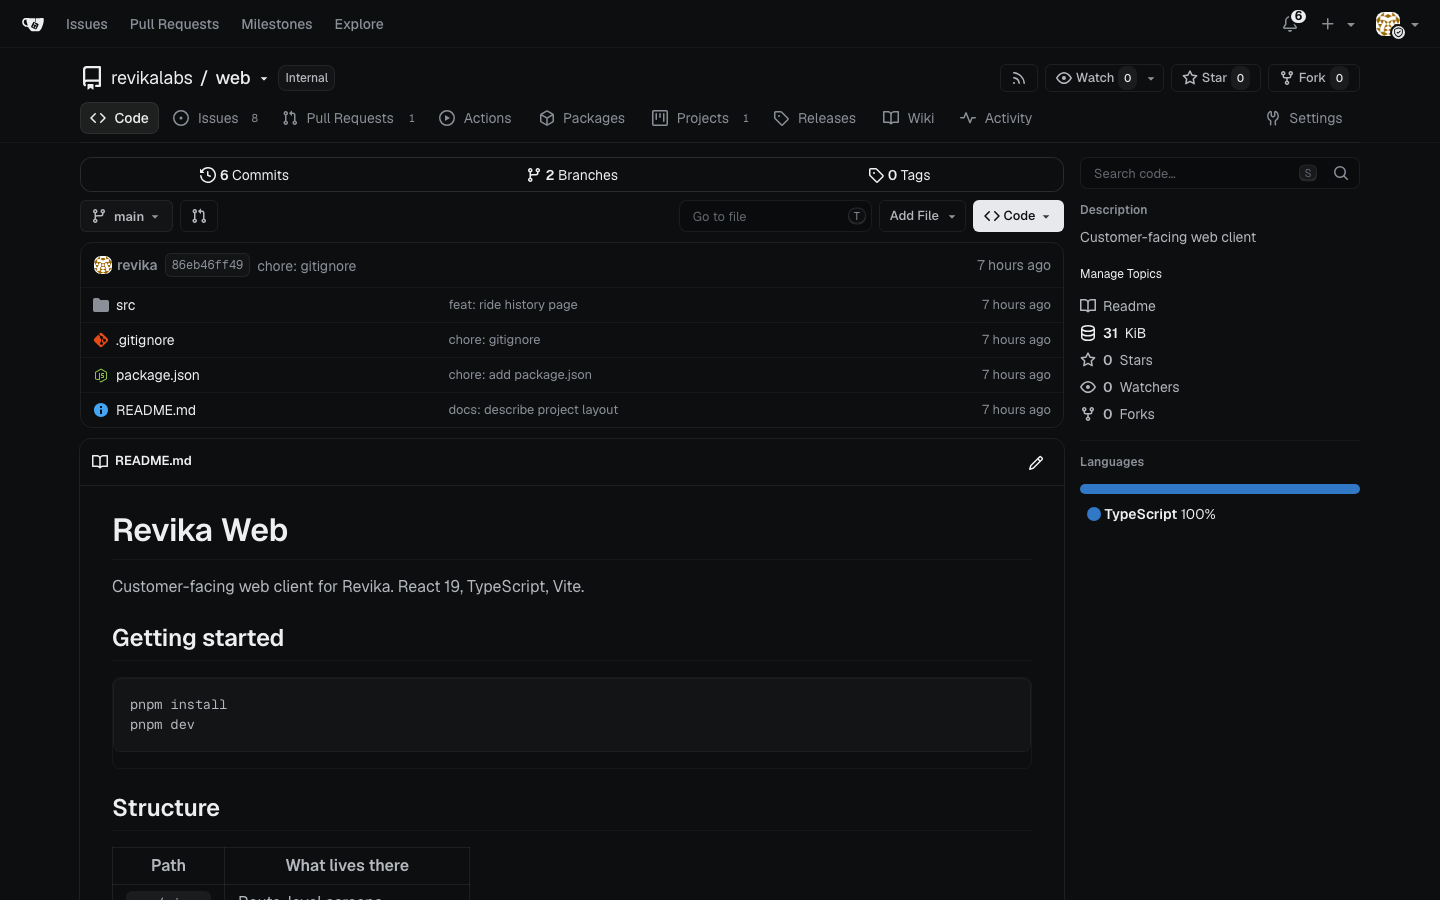 Issues Pull Requests Milestones Explore 6
revikalabs / web Internal Watch 0 Star 0 Fork 0
Code Issues 8 Pull Requests 1 Actions Packages Projects 1 Releases Wiki Activity Settings
6 Commits 2 Branches 0 Tags
main Go to file T Add File Code
revika 86eb46ff49 chore: gitignore 7 hours ago
src feat: ride history page 7 hours ago
.gitignore chore: gitignore 7 hours ago
package.json chore: add package.json 7 hours ago
README.md docs: describe project layout 7 hours ago
README.md
Revika Web
Customer-facing web client for Revika. React 19, TypeScript, Vite.
Getting started
pnpm install
pnpm dev
Structure
Path What lives there
Search code... S
Description
Customer-facing web client
Manage Topics
Readme
31 KiB
0 Stars
0 Watchers
0 Forks
Languages
TypeScript 100%